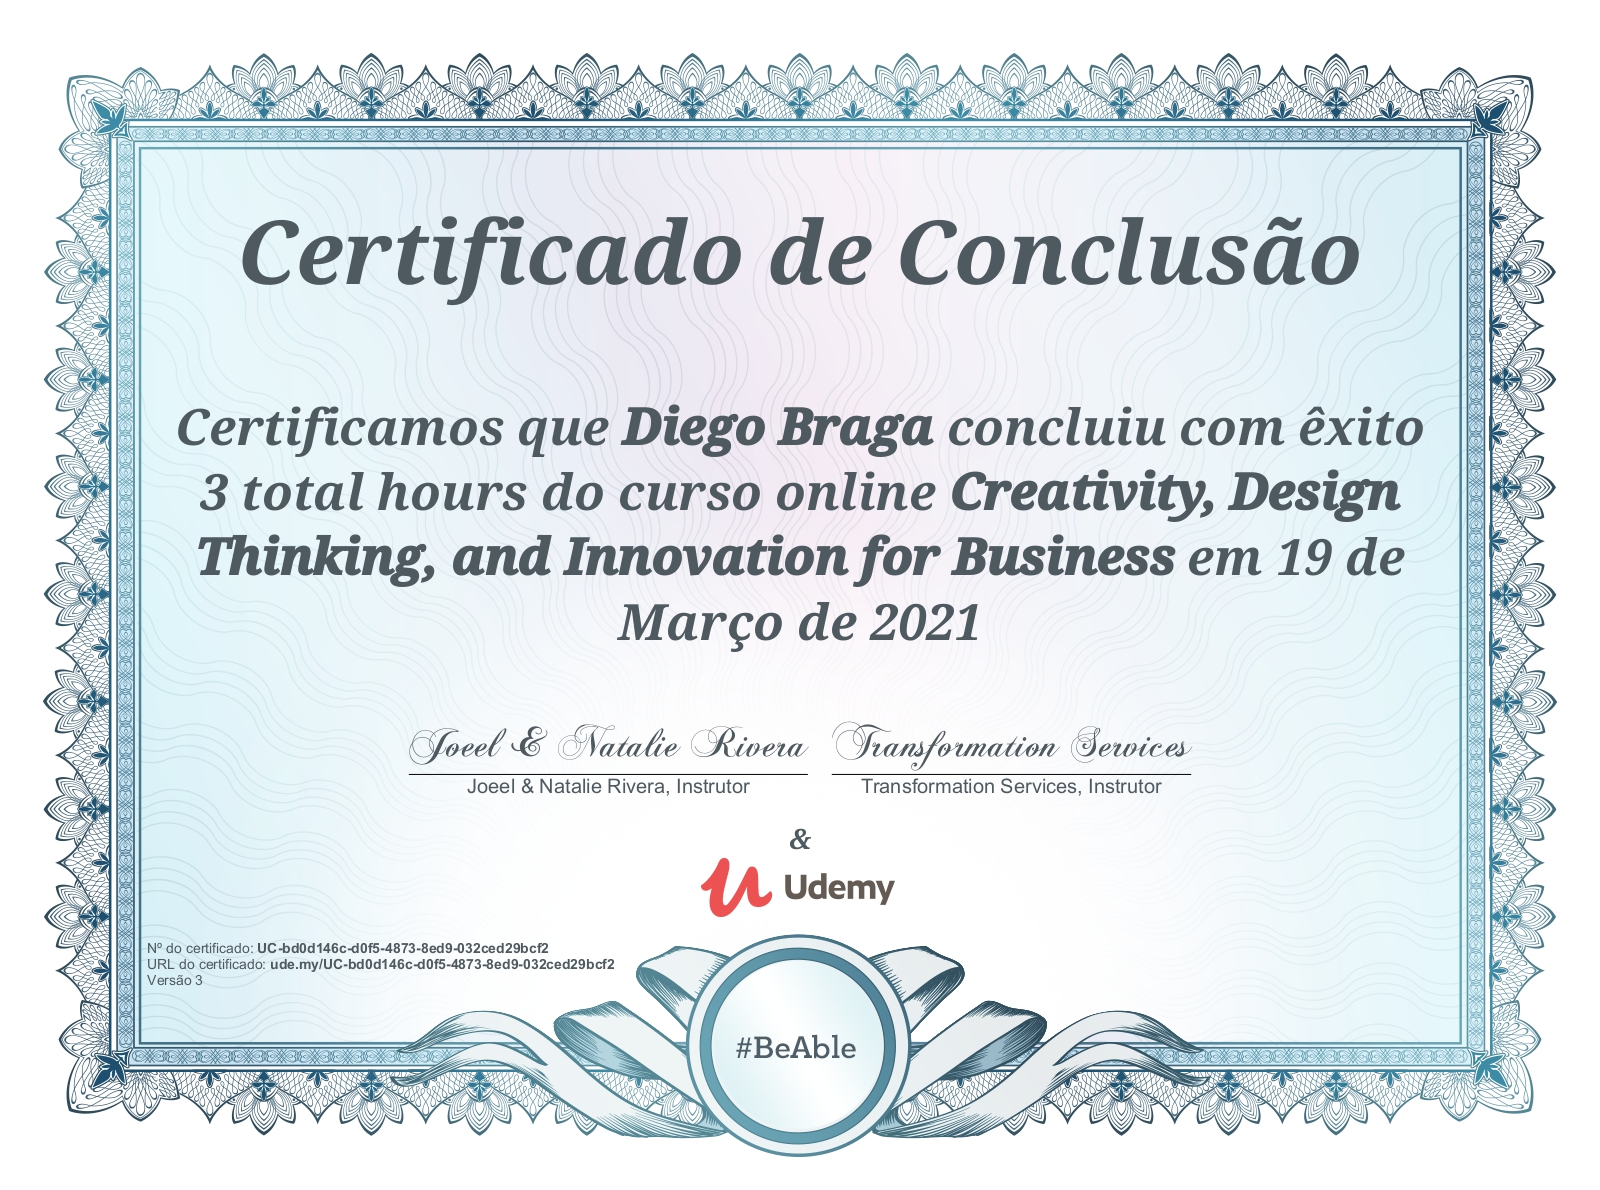 Certificado de Conclusão
Certificamos que Diego Braga concluiu com êxito
3 total hours do curso online Creativity, Design
Thinking, and Innovation for Business em 19 de
Março de 2021
Joeel & Natalie Rivera
Joeel & Natalie Rivera, Instrutor
Transformation Services
Transformation Services, Instrutor
&
Udemy
Nº do certificado: UC-bd0d146c-d0f5-4873-8ed9-032ced29bcf2
URL do certificado: ude.my/UC-bd0d146c-d0f5-4873-8ed9-032ced29bcf2
Versão 3
#BeAble